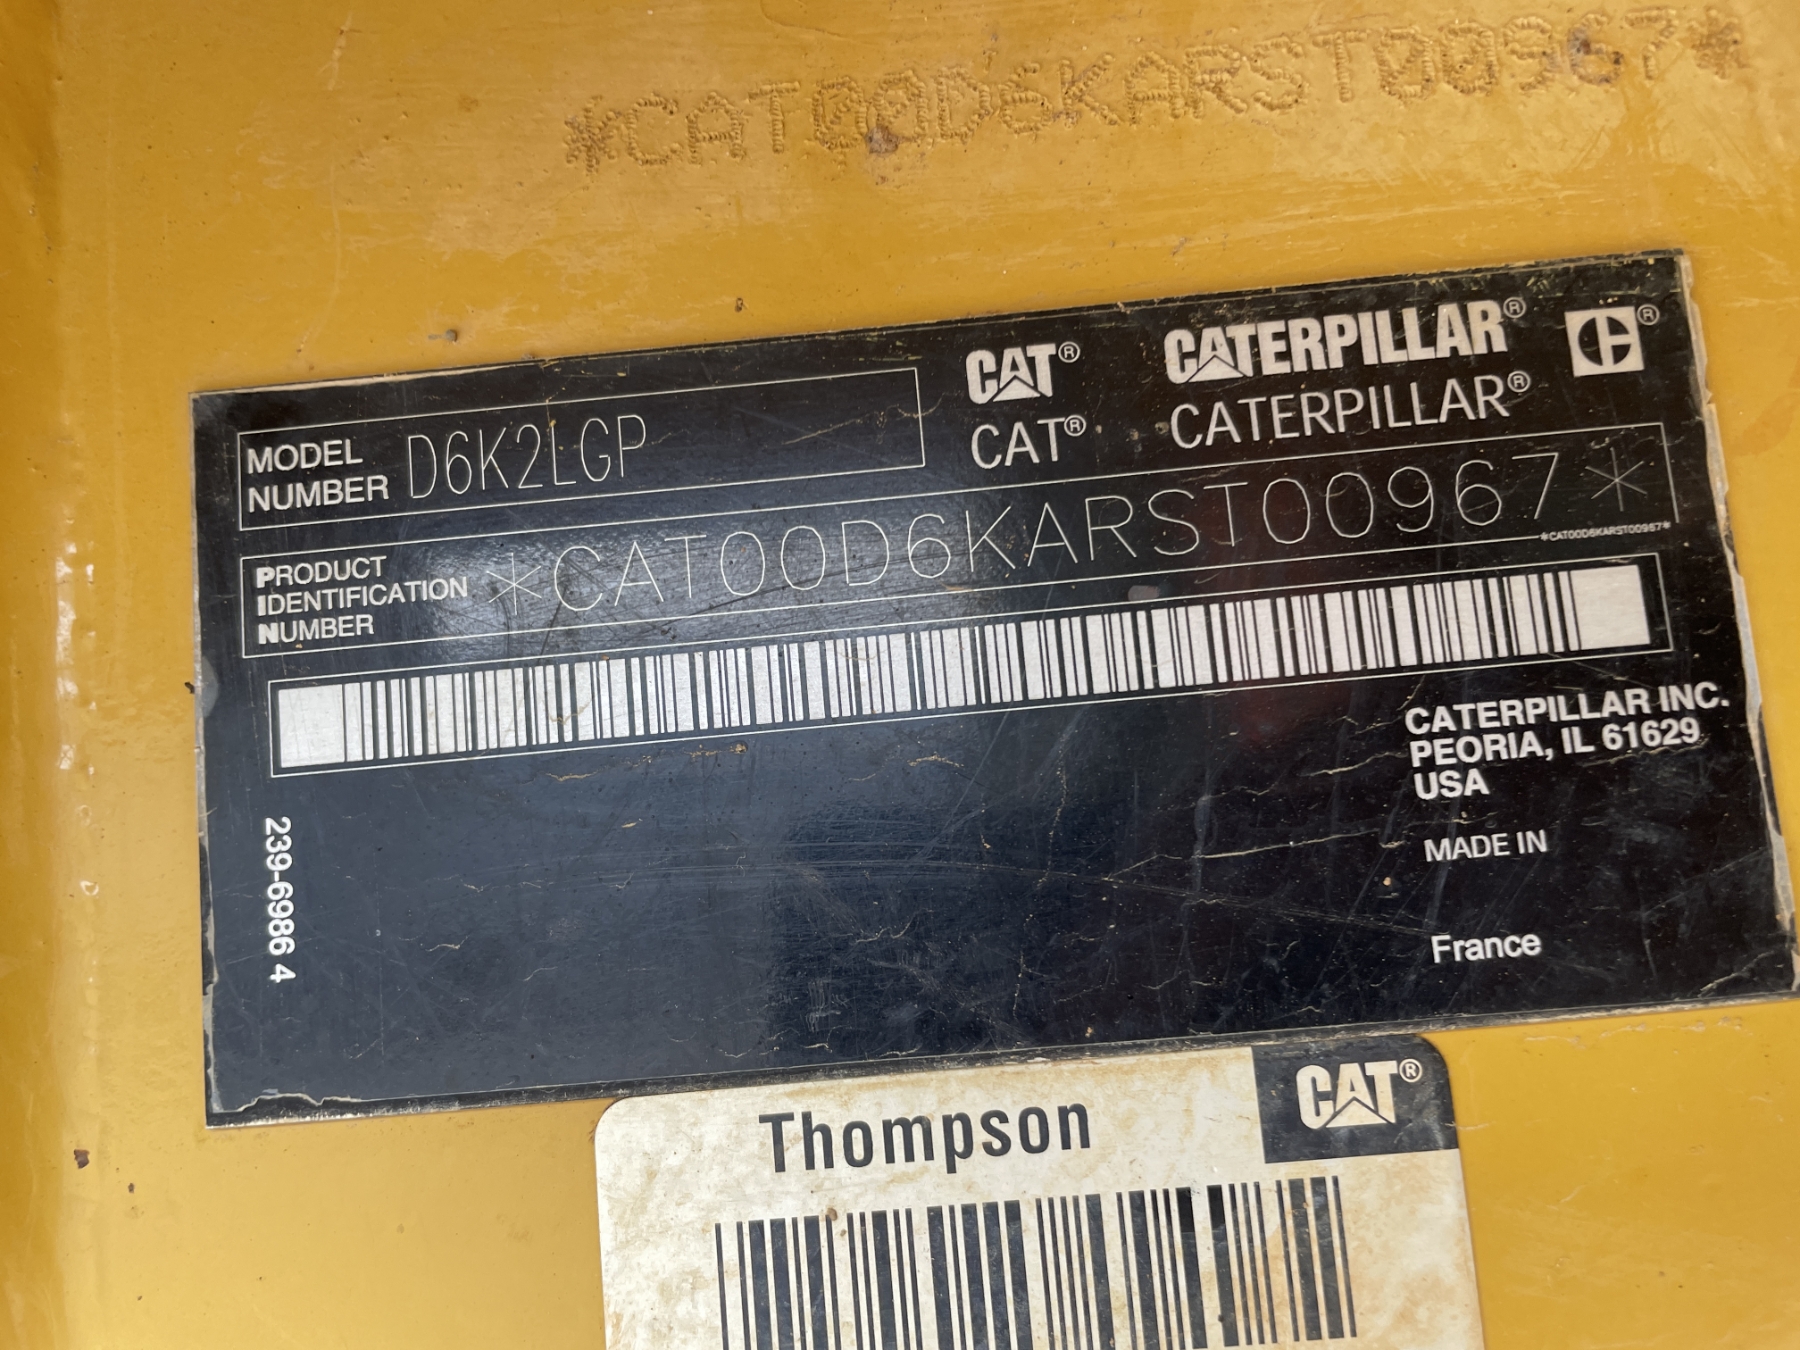 *CAT00D6KARST00967*
CAT® CATERPILLAR®
CAT® CATERPILLAR®
MODEL NUMBER D6K2LGP
PRODUCT IDENTIFICATION NUMBER *CAT00D6KARST00967*
*CAT00D6KARST00967*
CATERPILLAR INC.
PEORIA, IL 61629
USA
MADE IN
France
239-6986 4
Thompson
CAT®